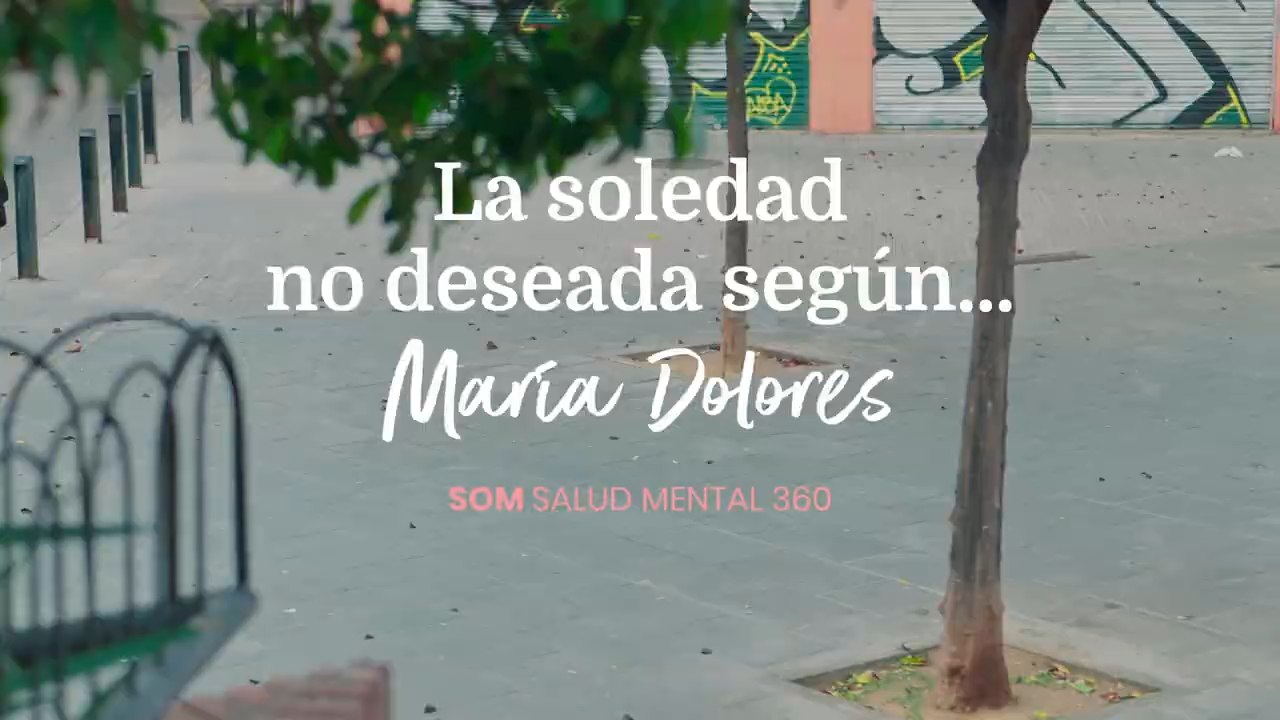 La soledad
no deseada según...
María Dolores
SOM SALUD MENTAL 360